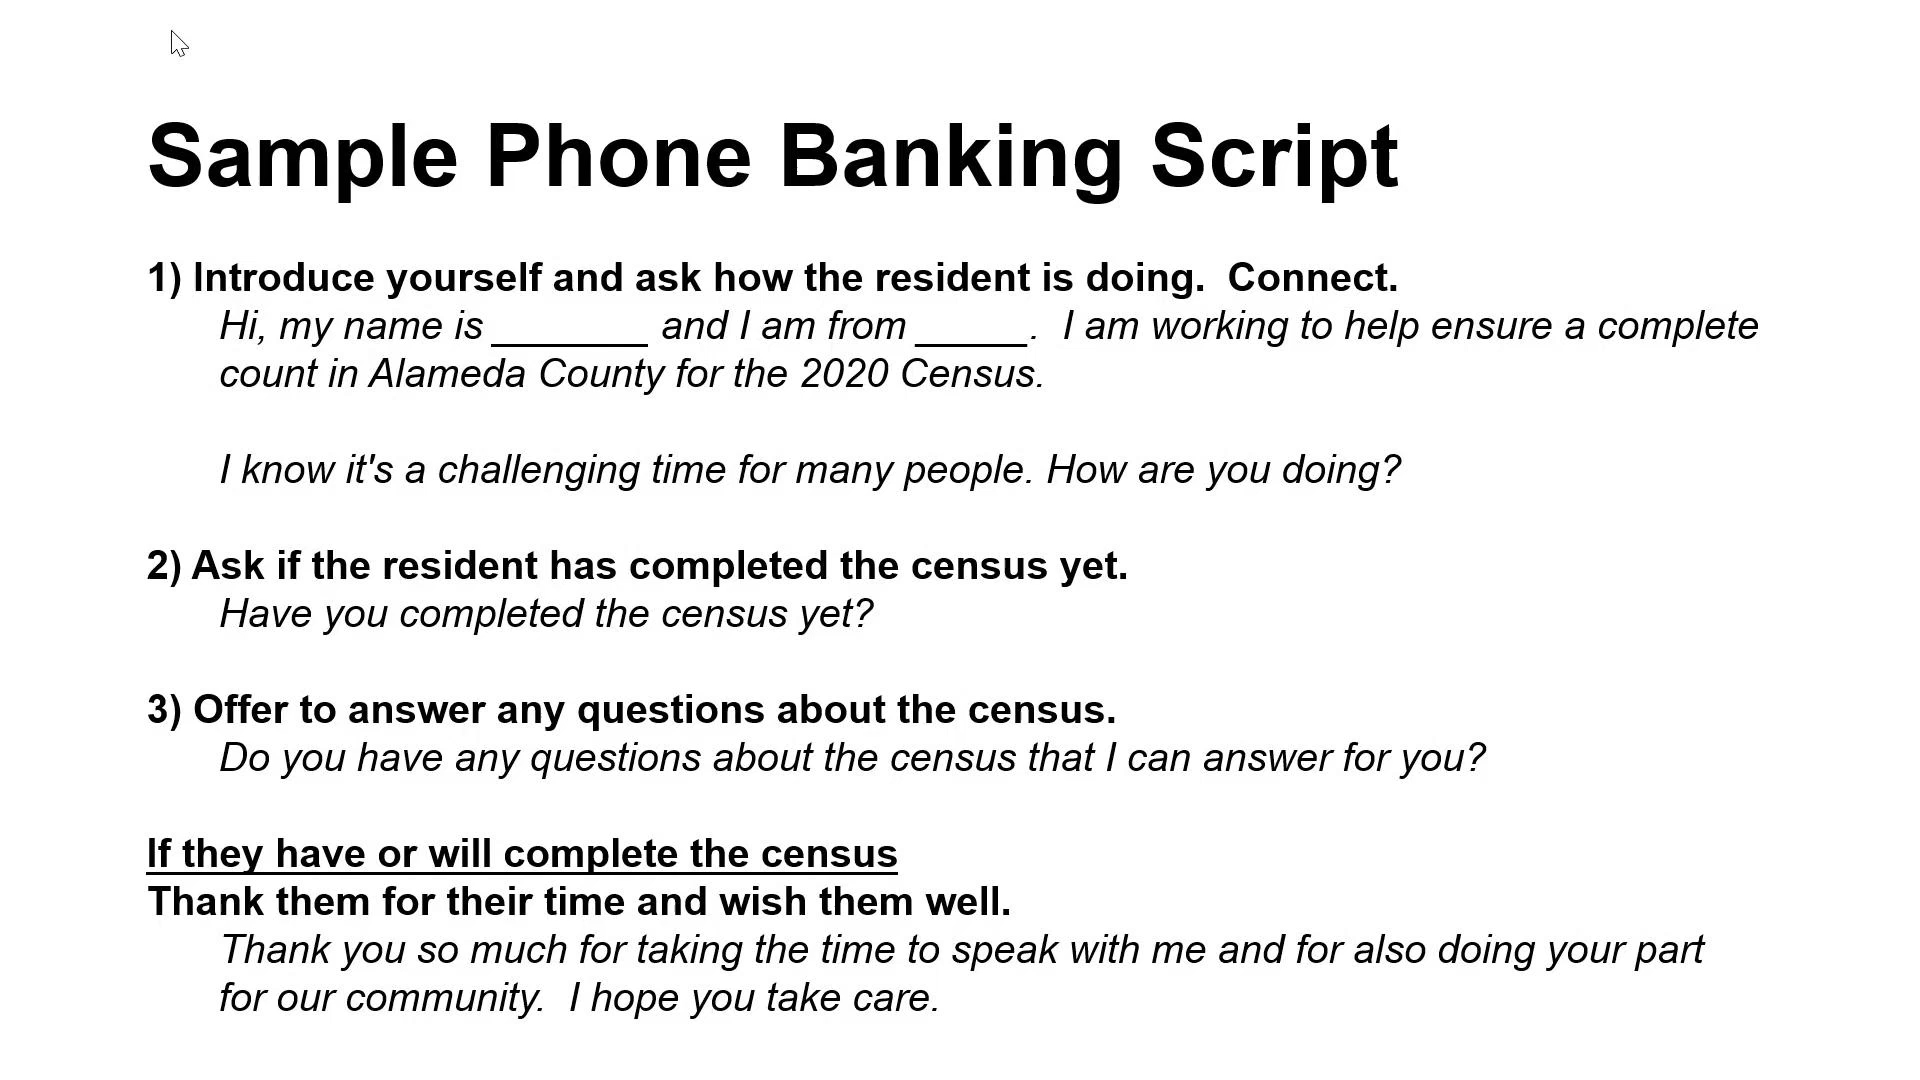 Sample Phone Banking Script
1) Introduce yourself and ask how the resident is doing.  Connect.
Hi, my name is _______ and I am from _____.  I am working to help ensure a complete
count in Alameda County for the 2020 Census.
I know it's a challenging time for many people. How are you doing?
2) Ask if the resident has completed the census yet.
Have you completed the census yet?
3) Offer to answer any questions about the census.
Do you have any questions about the census that I can answer for you?
If they have or will complete the census
Thank them for their time and wish them well.
Thank you so much for taking the time to speak with me and for also doing your part
for our community.  I hope you take care.